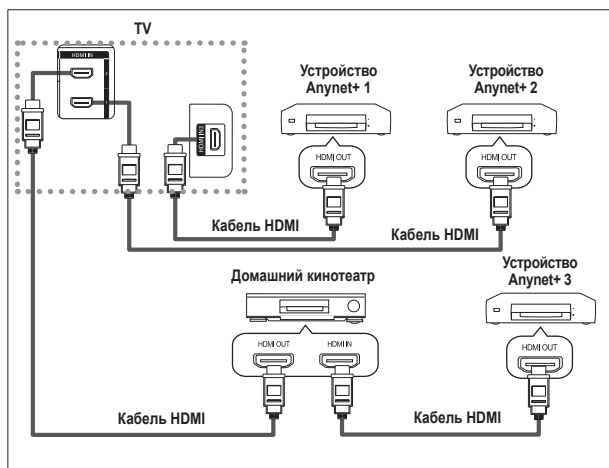 TV
HDMI IN
HDMI IN 3
Устройство
Anynet+ 1
Устройство
Anynet+ 2
HDMI OUT
HDMI OUT
Кабель HDMI
Кабель HDMI
Домашний кинотеатр
Устройство
Anynet+ 3
HDMI OUT
HDMI IN
HDMI OUT
Кабель HDMI
Кабель HDMI